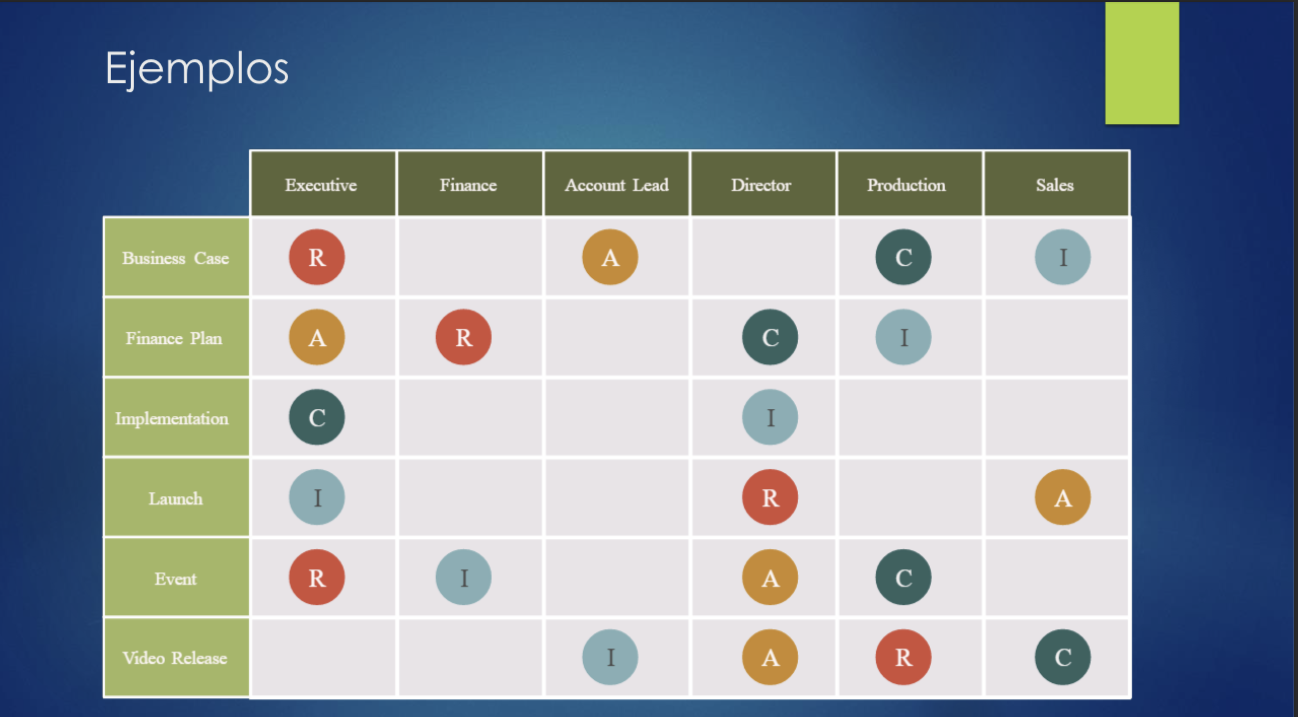 Ejemplos
Executive Finance Account Lead Director Production Sales
Business Case R A C I
Finance Plan A R C I
Implementation C I
Launch I R A
Event R I A C
Video Release I A R C